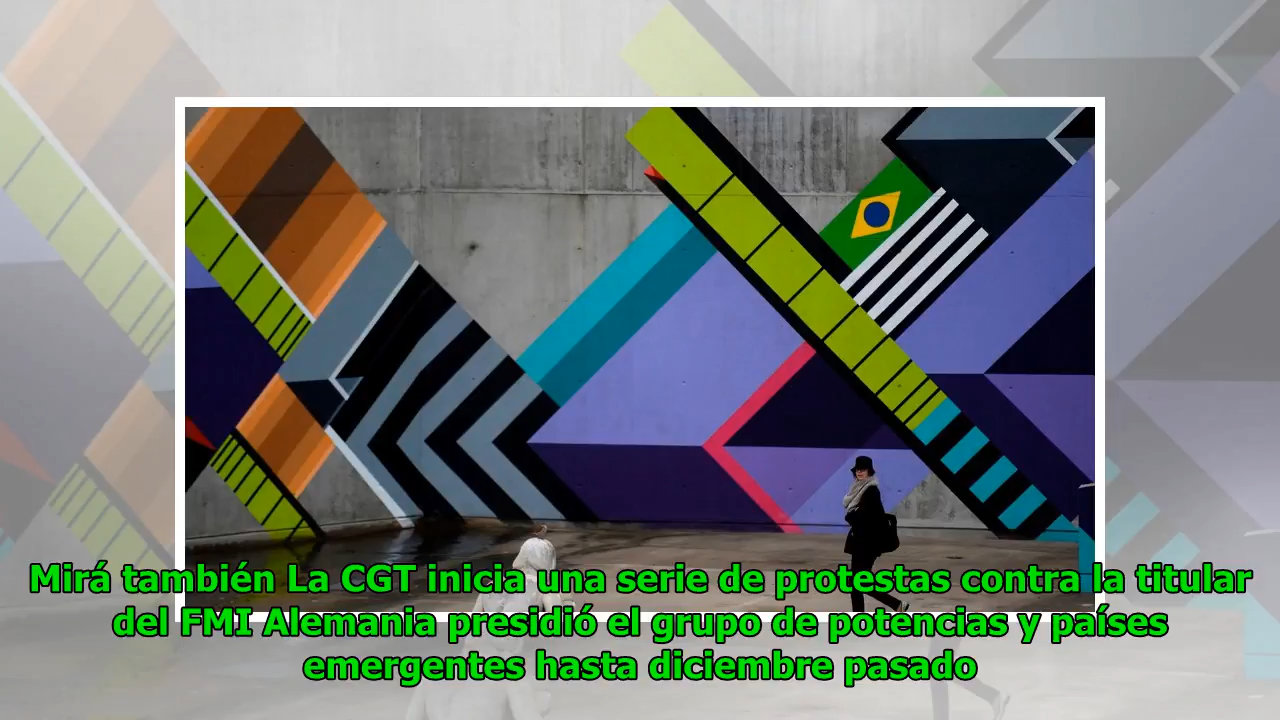 Mirá también La CGT inicia una serie de protestas contra la titular
del FMI Alemania presidió el grupo de potencias y países
emergentes hasta diciembre pasado